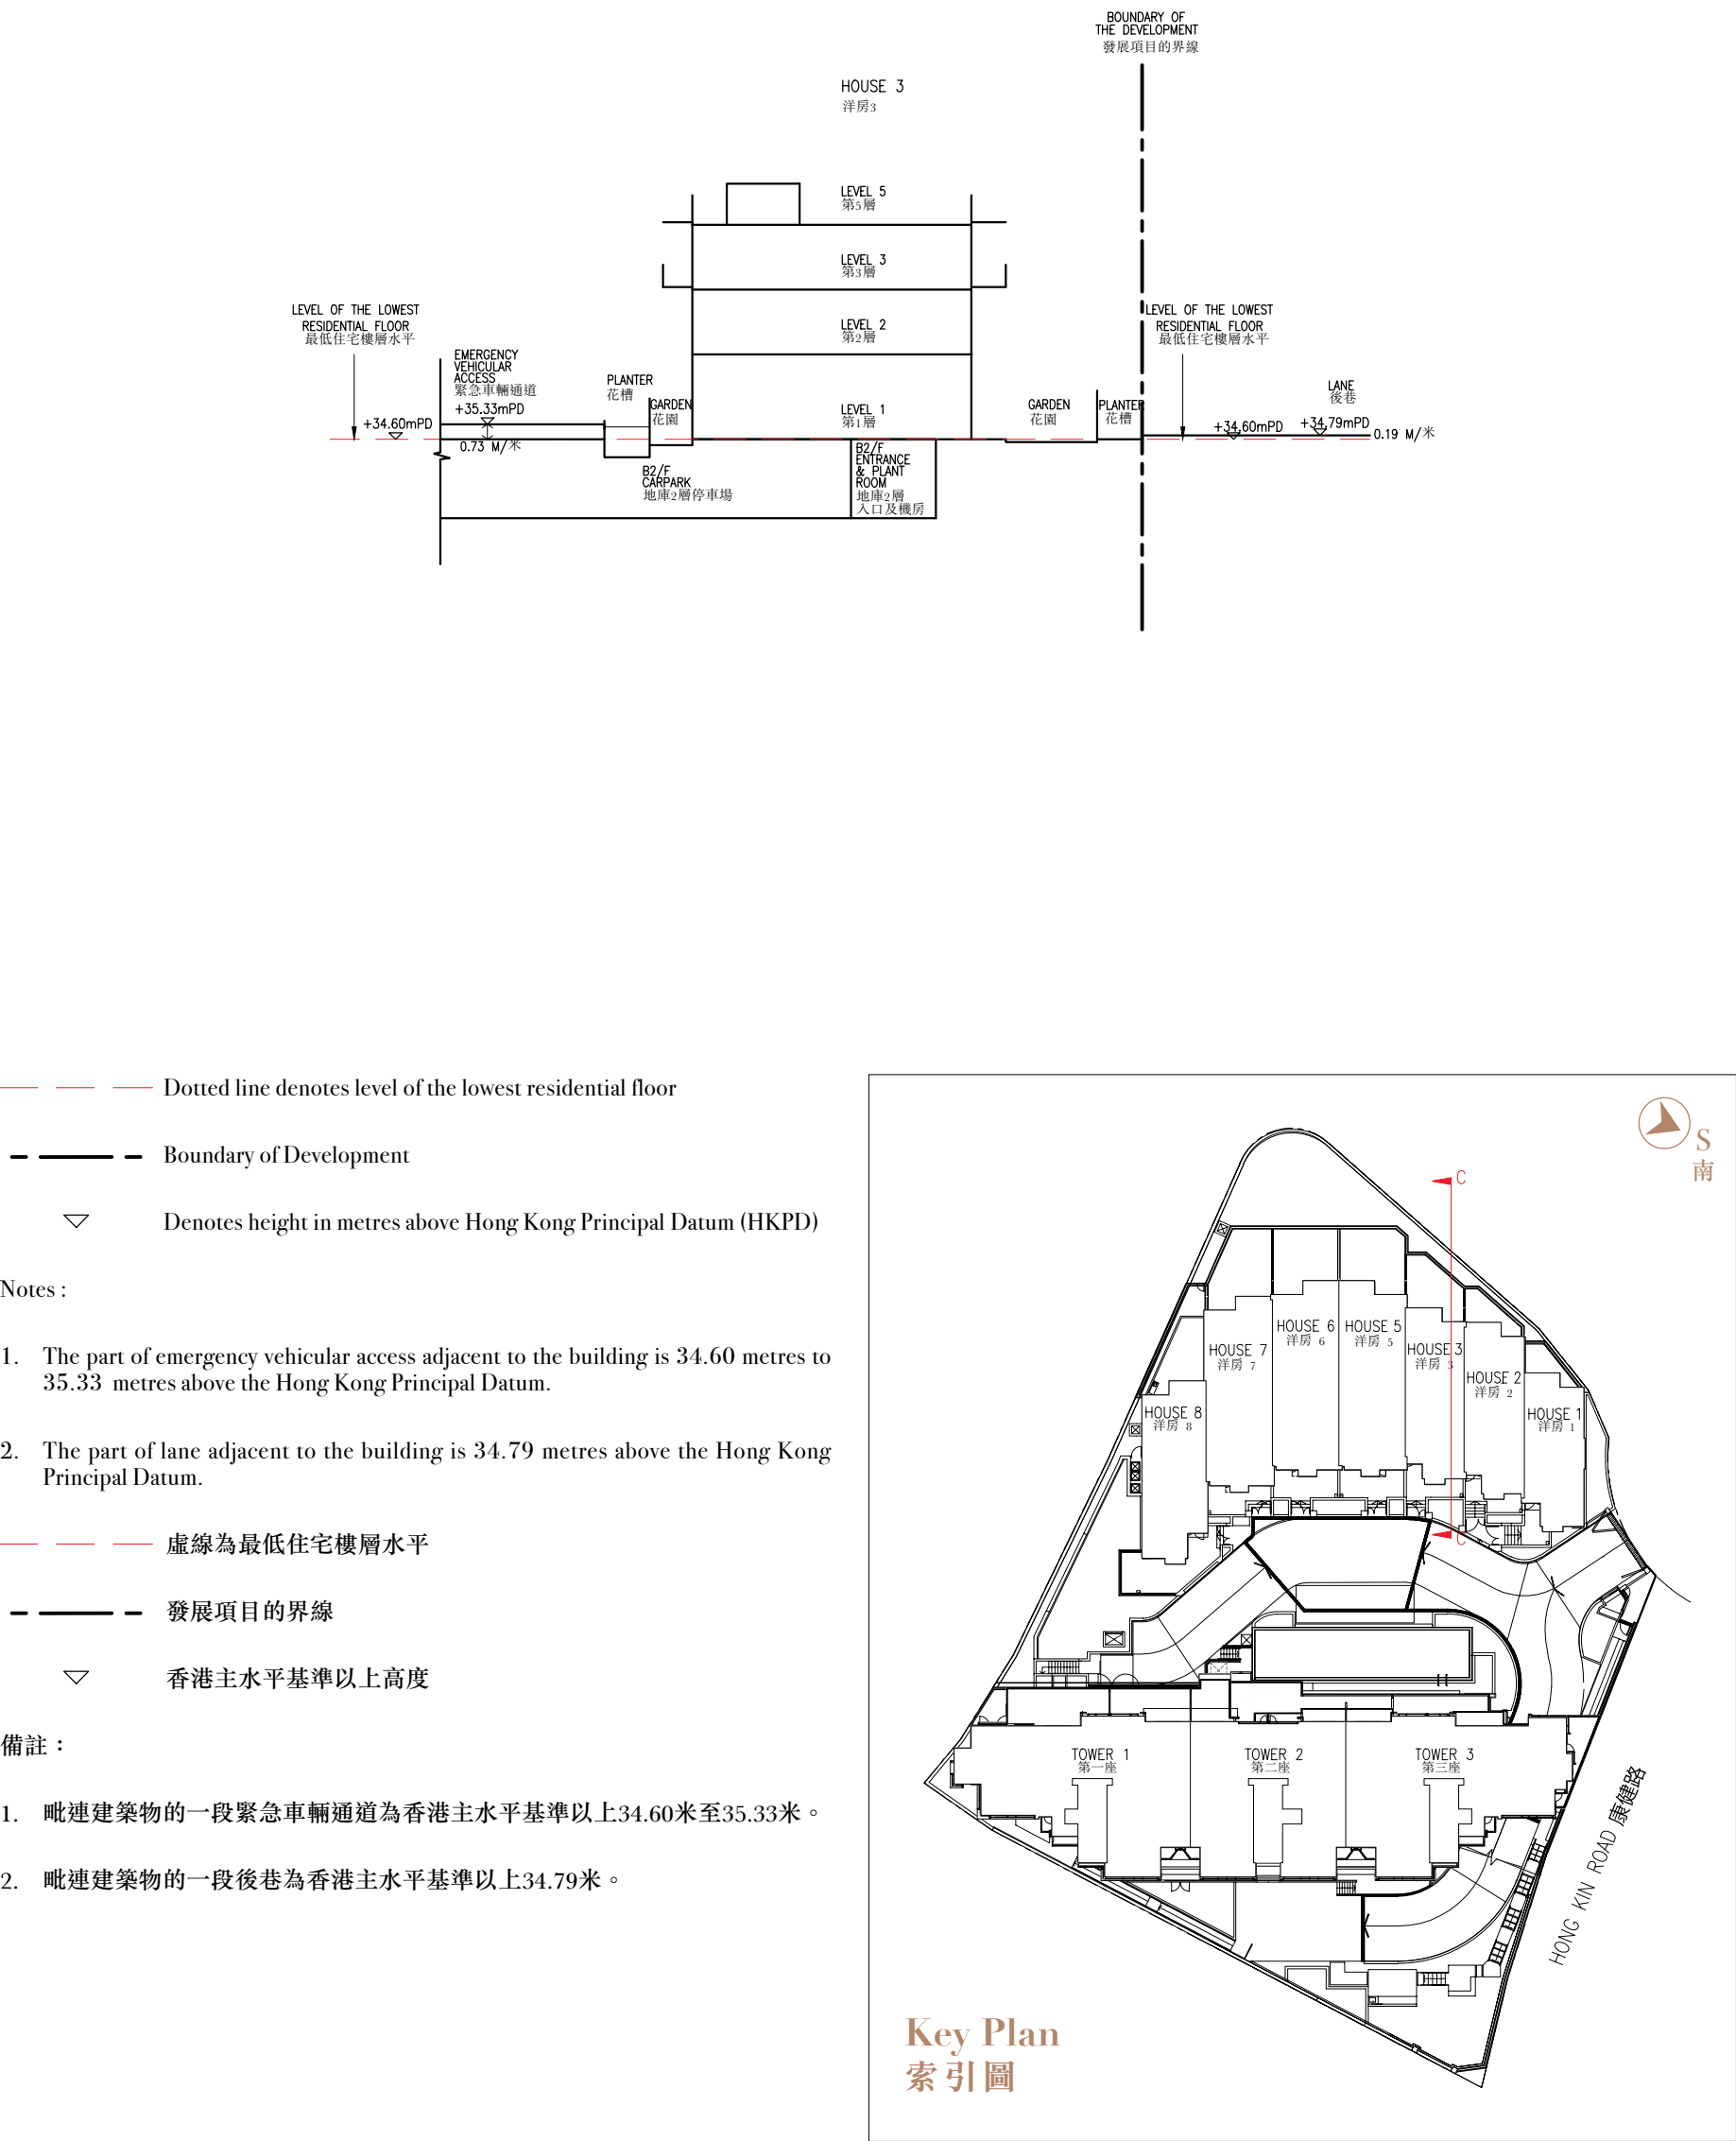 BOUNDARY OF
THE DEVELOPMENT
發展項目的界線
HOUSE 3
洋房3
LEVEL 5
第5層
LEVEL 3
第3層
LEVEL 2
第2層
LEVEL 1
第1層
LEVEL OF THE LOWEST
RESIDENTIAL FLOOR
最低住宅樓層水平
+34.60mPD
EMERGENCY
VEHICULAR
ACCESS
緊急車輛通道
+35.33mPD
0.73 M/米
PLANTER
花槽
GARDEN
花園
B2/F
CARPARK
地庫2層停車場
B2/F
ENTRANCE
& PLANT
ROOM
地庫2層
入口及機房
GARDEN
花園
PLANTER
花槽
LEVEL OF THE LOWEST
RESIDENTIAL FLOOR
最低住宅樓層水平
+34.60mPD
LANE
後巷
+34.79mPD
0.19 M/米
Dotted line denotes level of the lowest residential floor
Boundary of Development
Denotes height in metres above Hong Kong Principal Datum (HKPD)
Notes :
1. The part of emergency vehicular access adjacent to the building is 34.60 metres to
35.33 metres above the Hong Kong Principal Datum.
2. The part of lane adjacent to the building is 34.79 metres above the Hong Kong
Principal Datum.
虛線為最低住宅樓層水平
發展項目的界線
香港主水平基準以上高度
備註：
1. 毗連建築物的一段緊急車輛通道為香港主水平基準以上34.60米至35.33米。
2. 毗連建築物的一段後巷為香港主水平基準以上34.79米。
S
南
C
HOUSE 6
洋房 6
HOUSE 5
洋房 5
HOUSE 7
洋房 7
HOUSE 3
洋房 3
HOUSE 2
洋房 2
HOUSE 8
洋房 8
HOUSE 1
洋房 1
C
TOWER 1
第一座
TOWER 2
第二座
TOWER 3
第三座
HONG KIN ROAD 康健路
Key Plan
索引圖